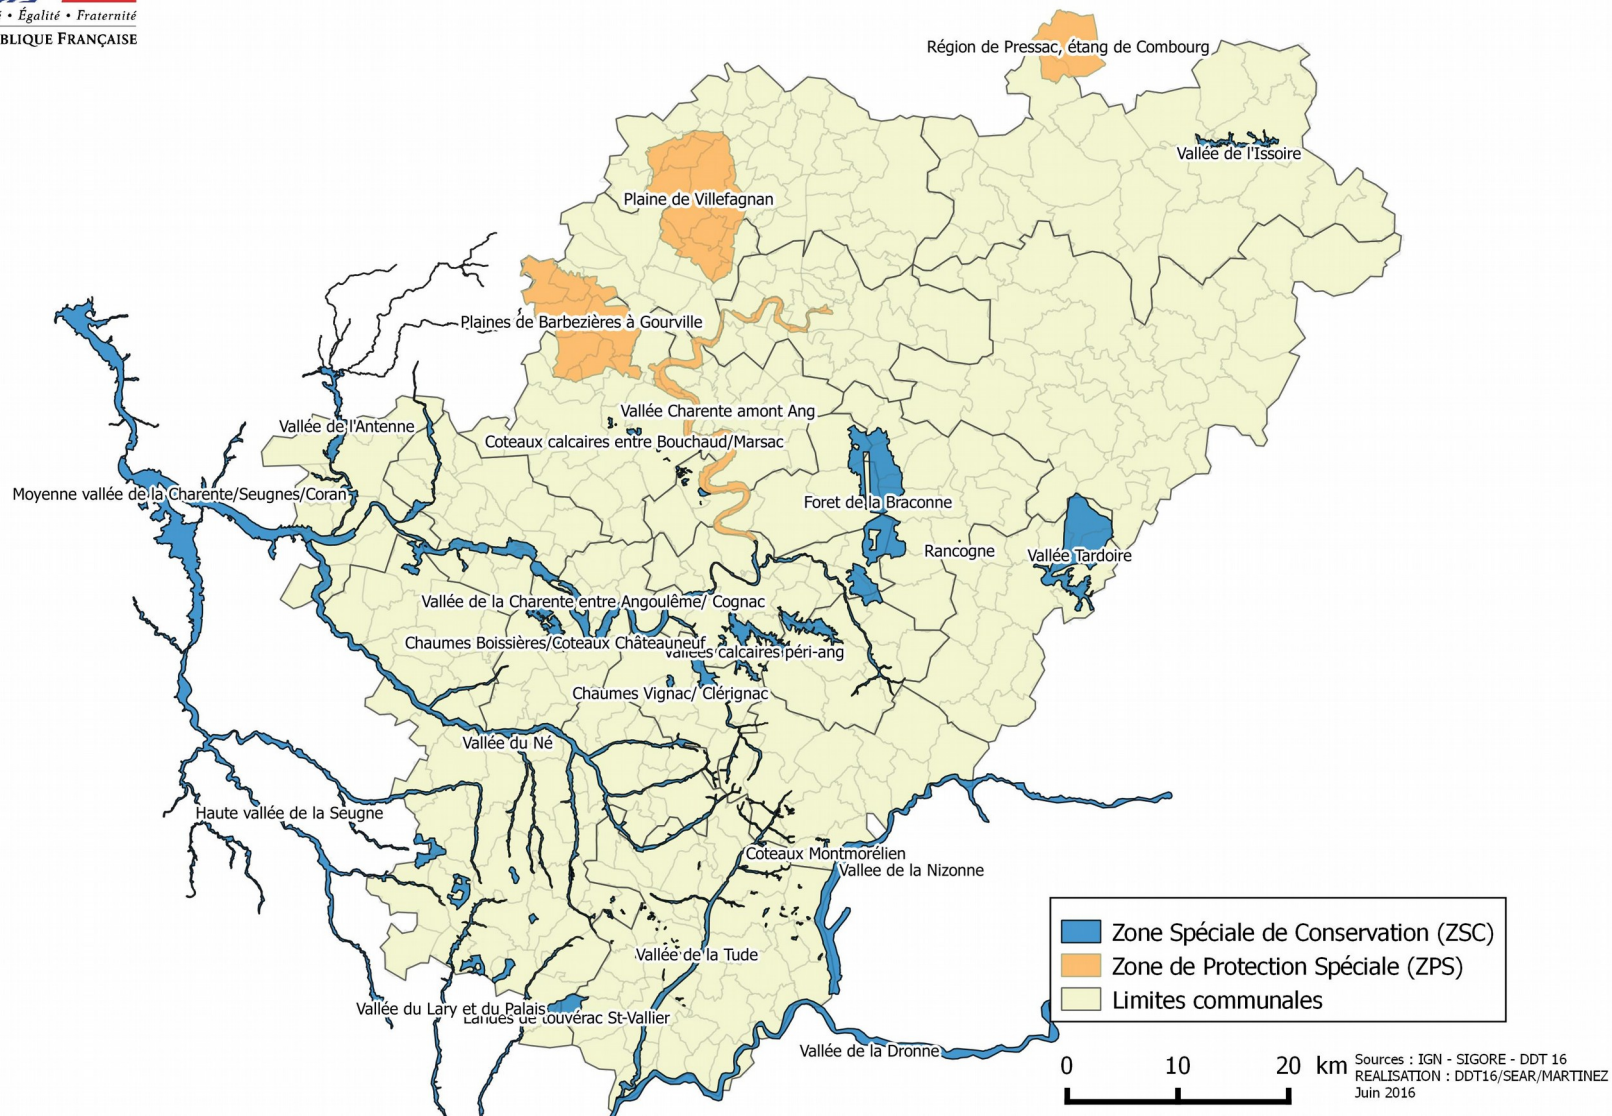 • Égalité • Fraternité
BLIQUE FRANÇAISE
Région de Pressac, étang de Combourg
Vallée de l'Issoire
Plaine de Villefagnan
Plaines de Barbezières à Gourville
Vallée Charente amont Ang
Vallée de l'Antenne
Coteaux calcaires entre Bouchaud/Marsac
Moyenne vallée de la Charente/Seugnes/Coran
Foret de la Braconne
Rancogne
Vallée Tardoire
Vallée de la Charente entre Angoulême/ Cognac
Chaumes Boissières/Coteaux Châteauneuf
Vallées calcaires péri-ang
Chaumes Vignac/ Clérignac
Vallée du Né
Haute vallée de la Seugne
Coteaux Montmorélien
Vallee de la Nizonne
Vallée de la Tude
Vallée du Lary et du Palais
Landes de touvérac St-Vallier
Vallée de la Dronne
Zone Spéciale de Conservation (ZSC)
Zone de Protection Spéciale (ZPS)
Limites communales
0 10 20 km
Sources : IGN - SIGORE - DDT 16
REALISATION : DDT16/SEAR/MARTINEZ
Juin 2016